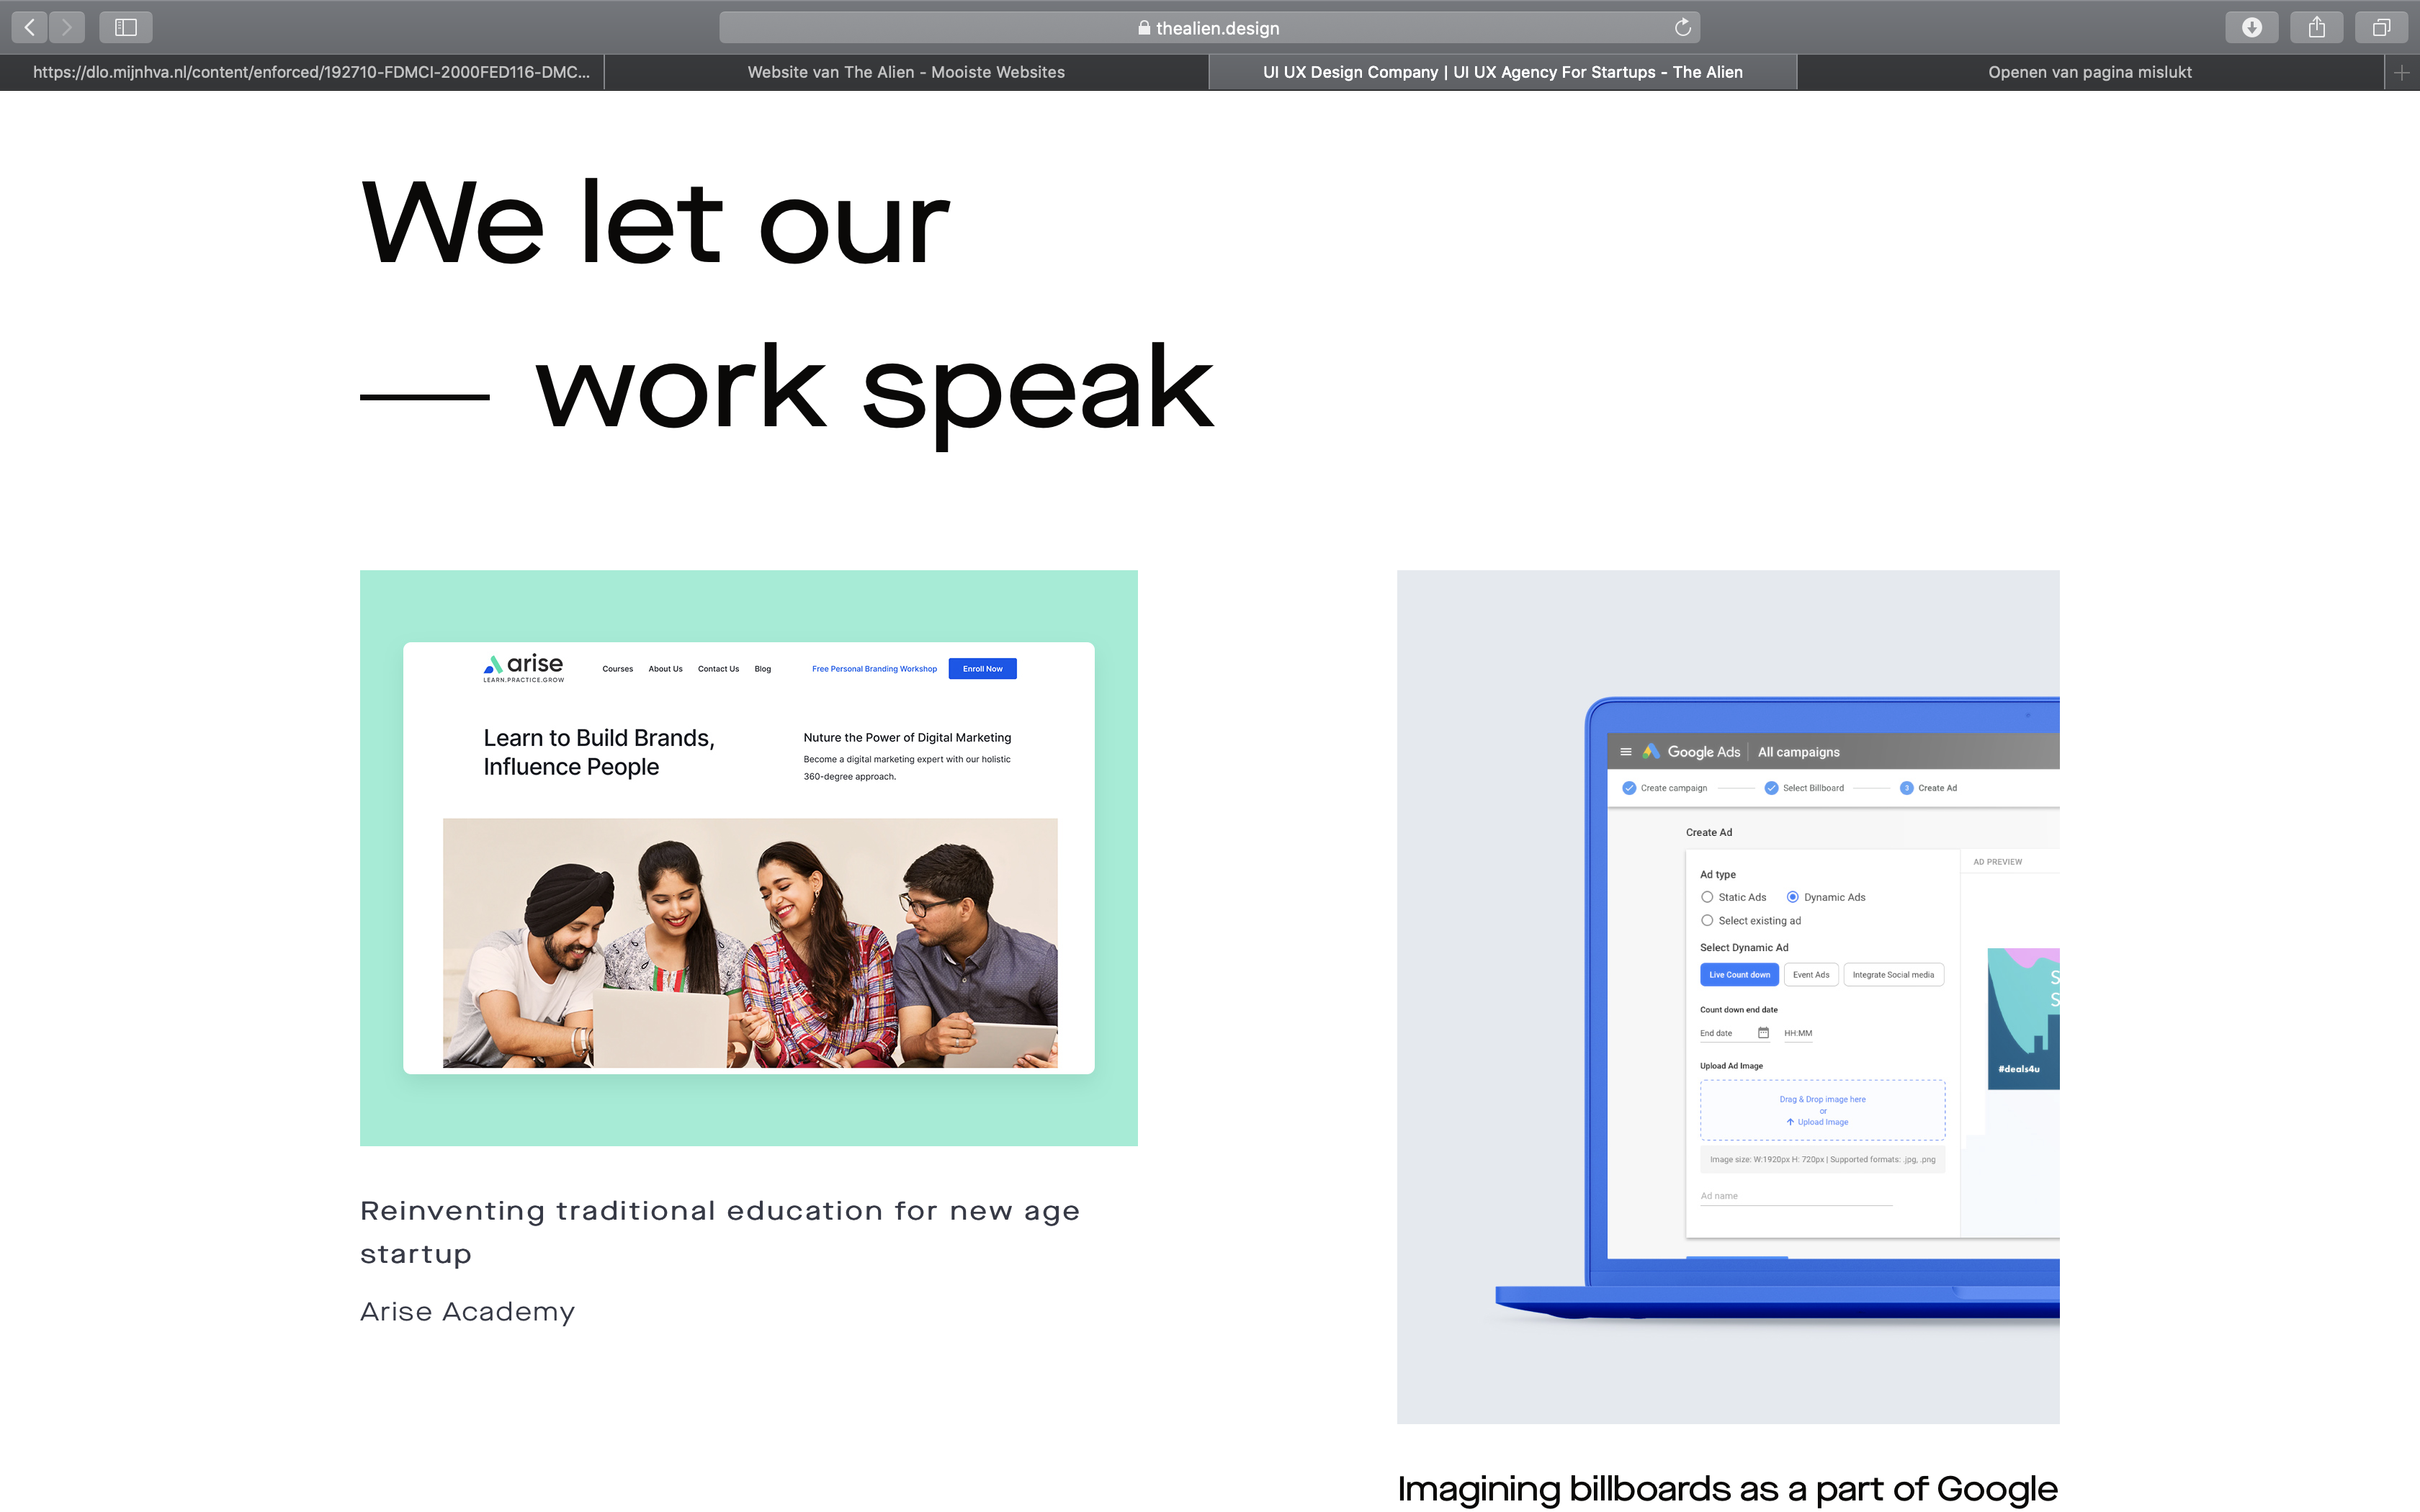 thealien.design
https://dlo.mijnhva.nl/content/enforced/192710-FDMCI-2000FED116-DMC...
Website van The Alien - Mooiste Websites
UI UX Design Company | UI UX Agency For Startups - The Alien
Openen van pagina mislukt
We let our
work speak
arise
LEARN.PRACTICE.GROW
Courses
About Us
Contact Us
Blog
Free Personal Branding Workshop
Enroll Now
Learn to Build Brands,
Influence People
Nuture the Power of Digital Marketing
Become a digital marketing expert with our holistic
360-degree approach.
Reinventing traditional education for new age
startup
Arise Academy
Google Ads
All campaigns
Create campaign
Select Billboard
3 Create Ad
Create Ad
AD PREVIEW
Ad type
Static Ads
Dynamic Ads
Select existing ad
Select Dynamic Ad
Live Count down
Event Ads
Integrate Social media
Count down end date
End date
HH:MM
Upload Ad Image
Drag & Drop image here
or
Upload Image
Image size: W:1920px H: 720px | Supported formats: .jpg, .png
Ad name
S
S
#deals4u
Imagining billboards as a part of Google